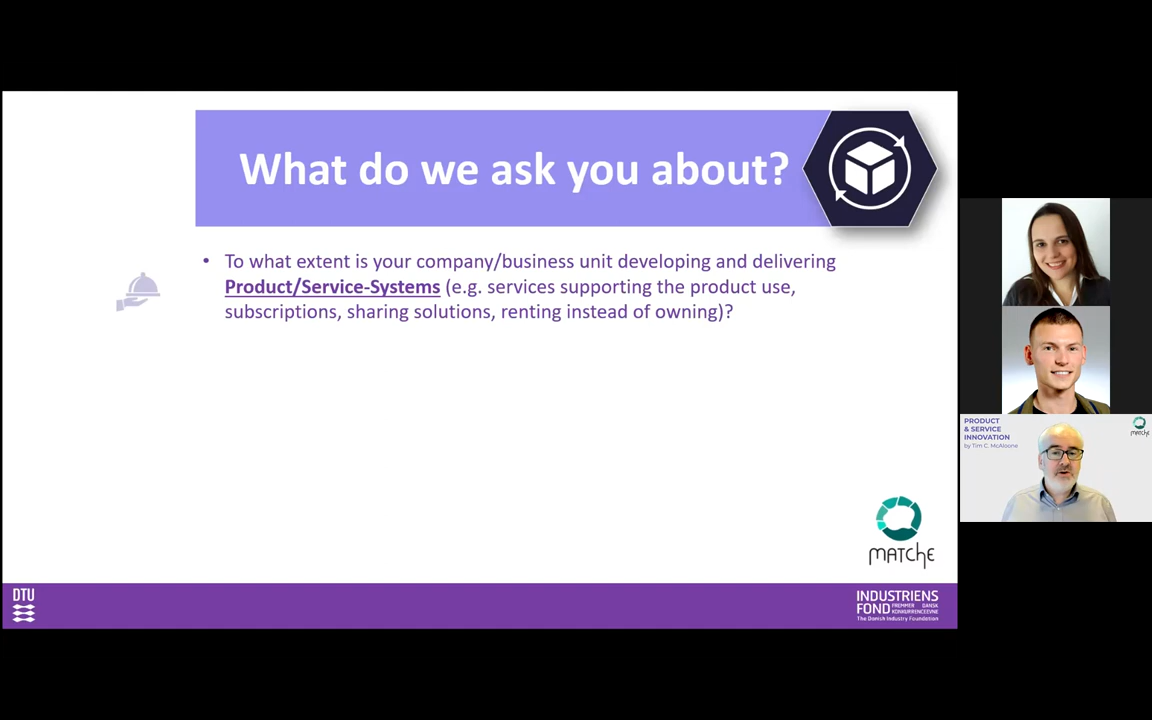 What do we ask you about?
• To what extent is your company/business unit developing and delivering
Product/Service-Systems (e.g. services supporting the product use,
subscriptions, sharing solutions, renting instead of owning)?
MATChE
DTU
INDUSTRIENS
FOND FREMMER DANSK
KONKURRENCEEVNE
The Danish Industry Foundation
PRODUCT
& SERVICE
INNOVATION
by Tim C. McAloone
MATChE